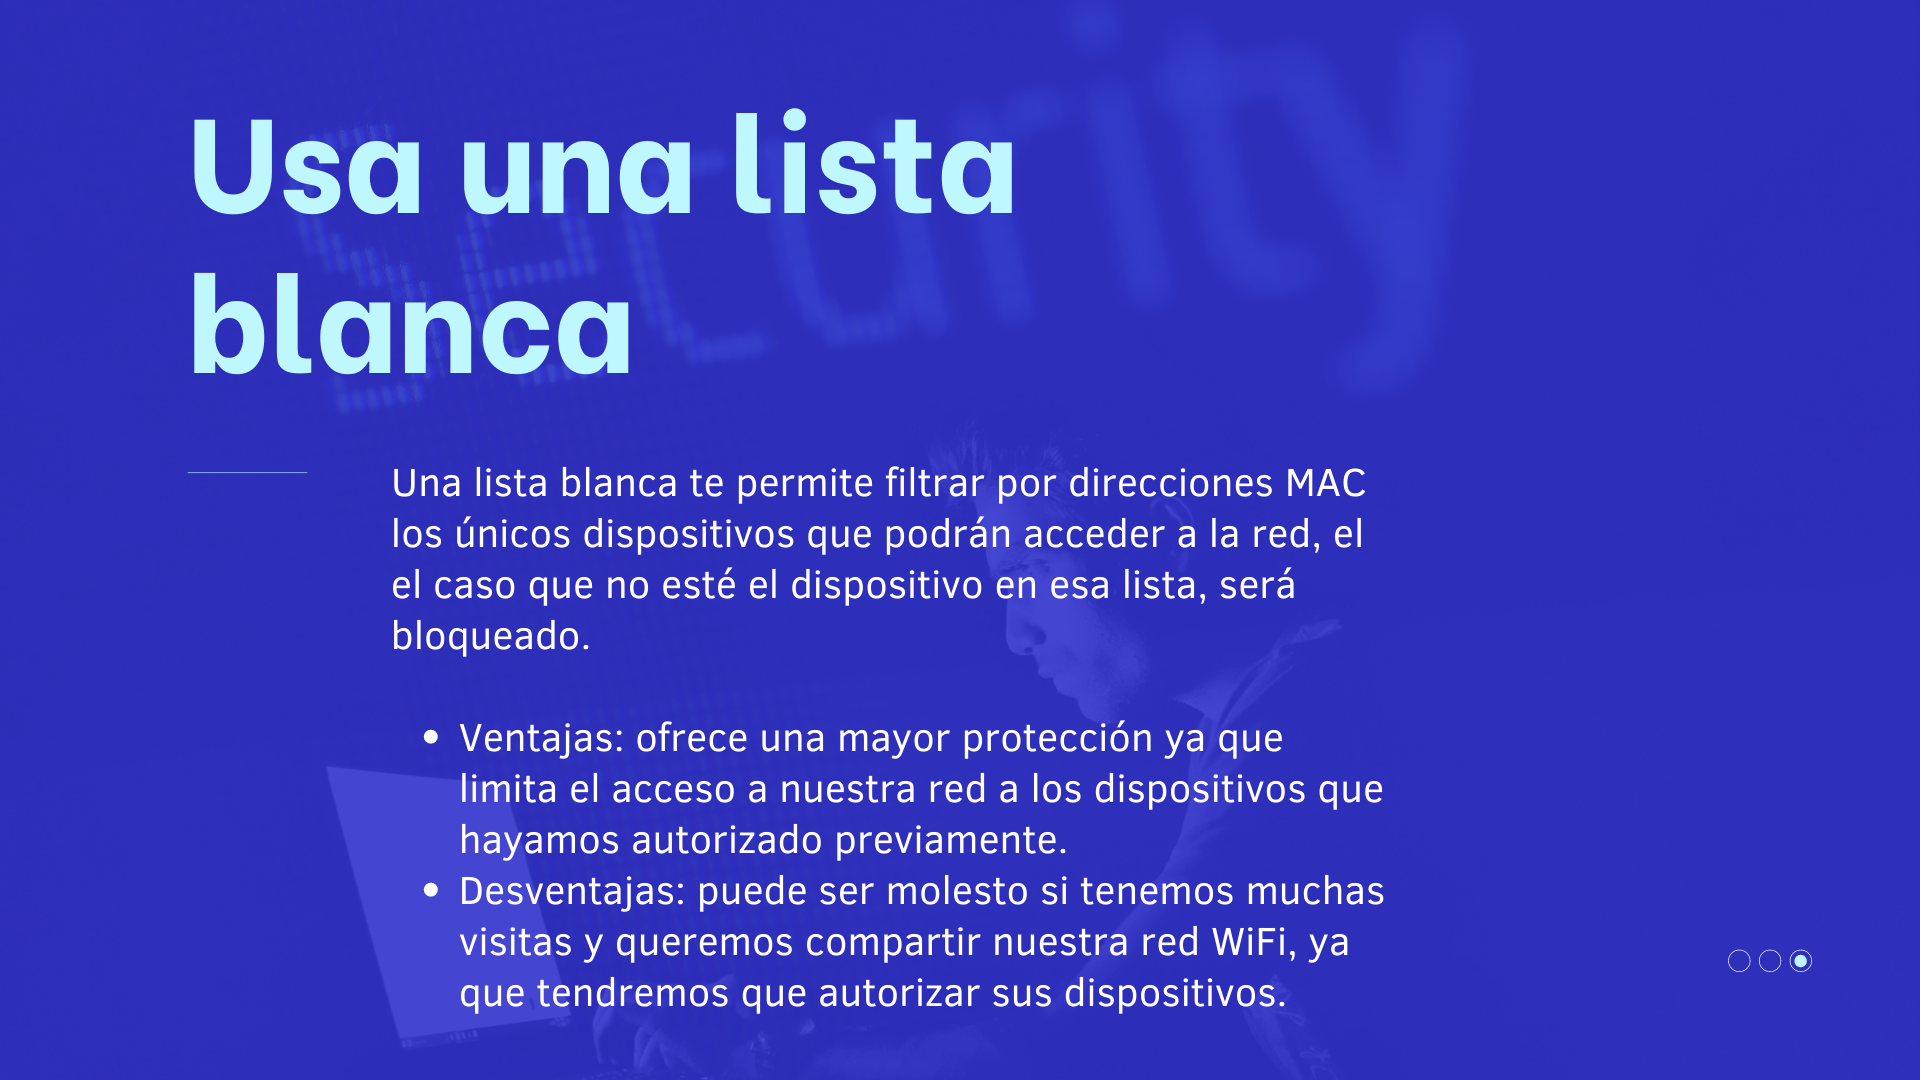 Security
Usa una lista
blanca
Una lista blanca te permite filtrar por direcciones MAC
los únicos dispositivos que podrán acceder a la red, el
el caso que no esté el dispositivo en esa lista, será
bloqueado.
Ventajas: ofrece una mayor protección ya que
limita el acceso a nuestra red a los dispositivos que
hayamos autorizado previamente.
Desventajas: puede ser molesto si tenemos muchas
visitas y queremos compartir nuestra red WiFi, ya
que tendremos que autorizar sus dispositivos.